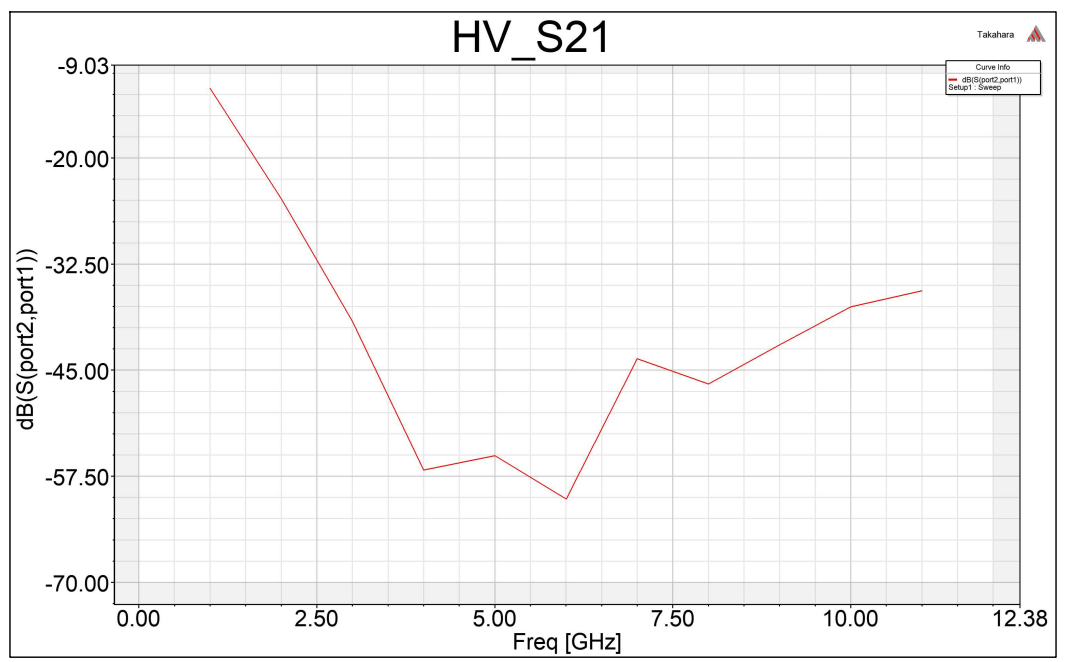 HV_S21
Takahara
Curve Info
dB(S(port2,port1))
Setup1 : Sweep
-9.03
-20.00
-32.50
-45.00
-57.50
-70.00
dB(S(port2,port1))
0.00 2.50 5.00 7.50 10.00 12.38
Freq [GHz]